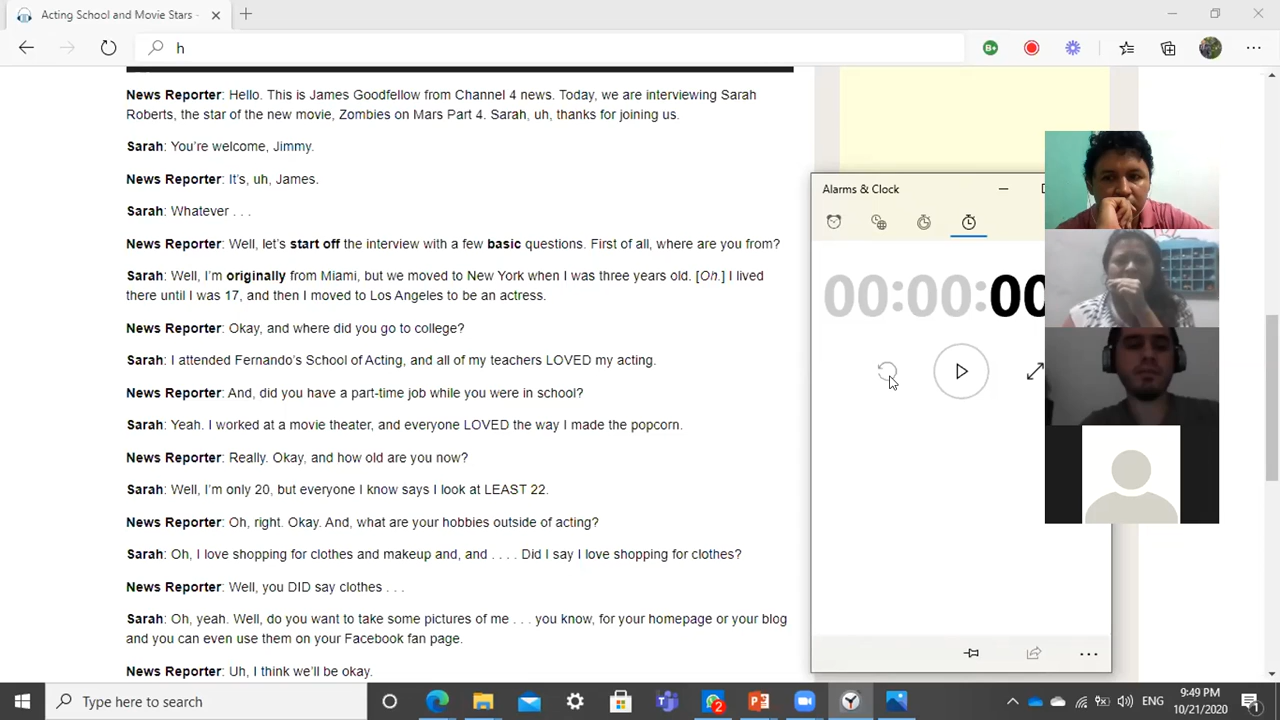 Acting School and Movie Stars -
h
News Reporter: Hello. This is James Goodfellow from Channel 4 news. Today, we are interviewing Sarah
Roberts, the star of the new movie, Zombies on Mars Part 4. Sarah, uh, thanks for joining us.
Sarah: You're welcome, Jimmy.
News Reporter: It's, uh, James.
Sarah: Whatever . . .
News Reporter: Well, let's start off the interview with a few basic questions. First of all, where are you from?
Sarah: Well, I'm originally from Miami, but we moved to New York when I was three years old. [Oh.] I lived
there until I was 17, and then I moved to Los Angeles to be an actress.
News Reporter: Okay, and where did you go to college?
Sarah: I attended Fernando's School of Acting, and all of my teachers LOVED my acting.
News Reporter: And, did you have a part-time job while you were in school?
Sarah: Yeah. I worked at a movie theater, and everyone LOVED the way I made the popcorn.
News Reporter: Really. Okay, and how old are you now?
Sarah: Well, I'm only 20, but everyone I know says I look at LEAST 22.
News Reporter: Oh, right. Okay. And, what are your hobbies outside of acting?
Sarah: Oh, I love shopping for clothes and makeup and, and . . . . Did I say I love shopping for clothes?
News Reporter: Well, you DID say clothes . . .
Sarah: Oh, yeah. Well, do you want to take some pictures of me . . . you know, for your homepage or your blog
and you can even use them on your Facebook fan page.
News Reporter: Uh, I think we'll be okay.
Alarms & Clock
00:00:00
Type here to search
2
ENG
9:49 PM
10/21/2020
1
B+